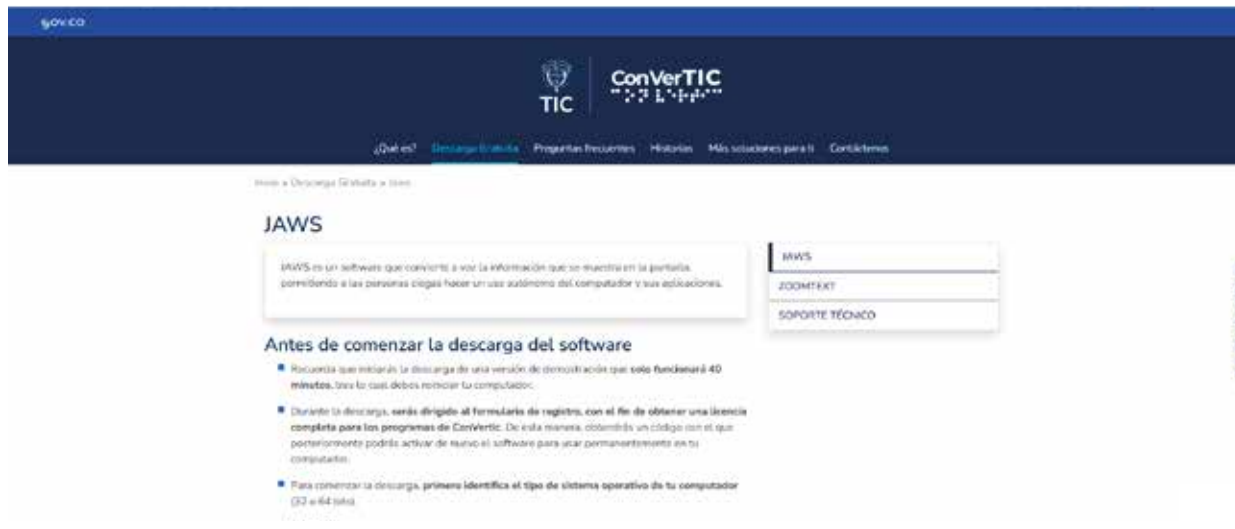 gov.co
TIC
ConVerTIC
¿Qué es? Descarga Gratuita Preguntas frecuentes Historias Más soluciones para ti Contáctenos
Inicio » Descarga Gratuita » Jaws
JAWS
JAWS es un software que convierte a voz la información que se muestra en la pantalla,
permitiendo a las personas ciegas hacer un uso autónomo del computador y sus aplicaciones.
JAWS
ZOOMTEXT
SOPORTE TÉCNICO
Antes de comenzar la descarga del software
Recuerda que iniciarás la descarga de una versión de demostración que solo funcionará 40
minutos, tras lo cual debes reiniciar tu computador.
Durante la descarga, serás dirigido al formulario de registro, con el fin de obtener una licencia
completa para los programas de ConVertic. De esta manera, obtendrás un código con el que
posteriormente podrás activar de nuevo el software para usar permanentemente en tu
computador.
Para comenzar la descarga, primero identifica el tipo de sistema operativo de tu computador
(32 o 64 bits).